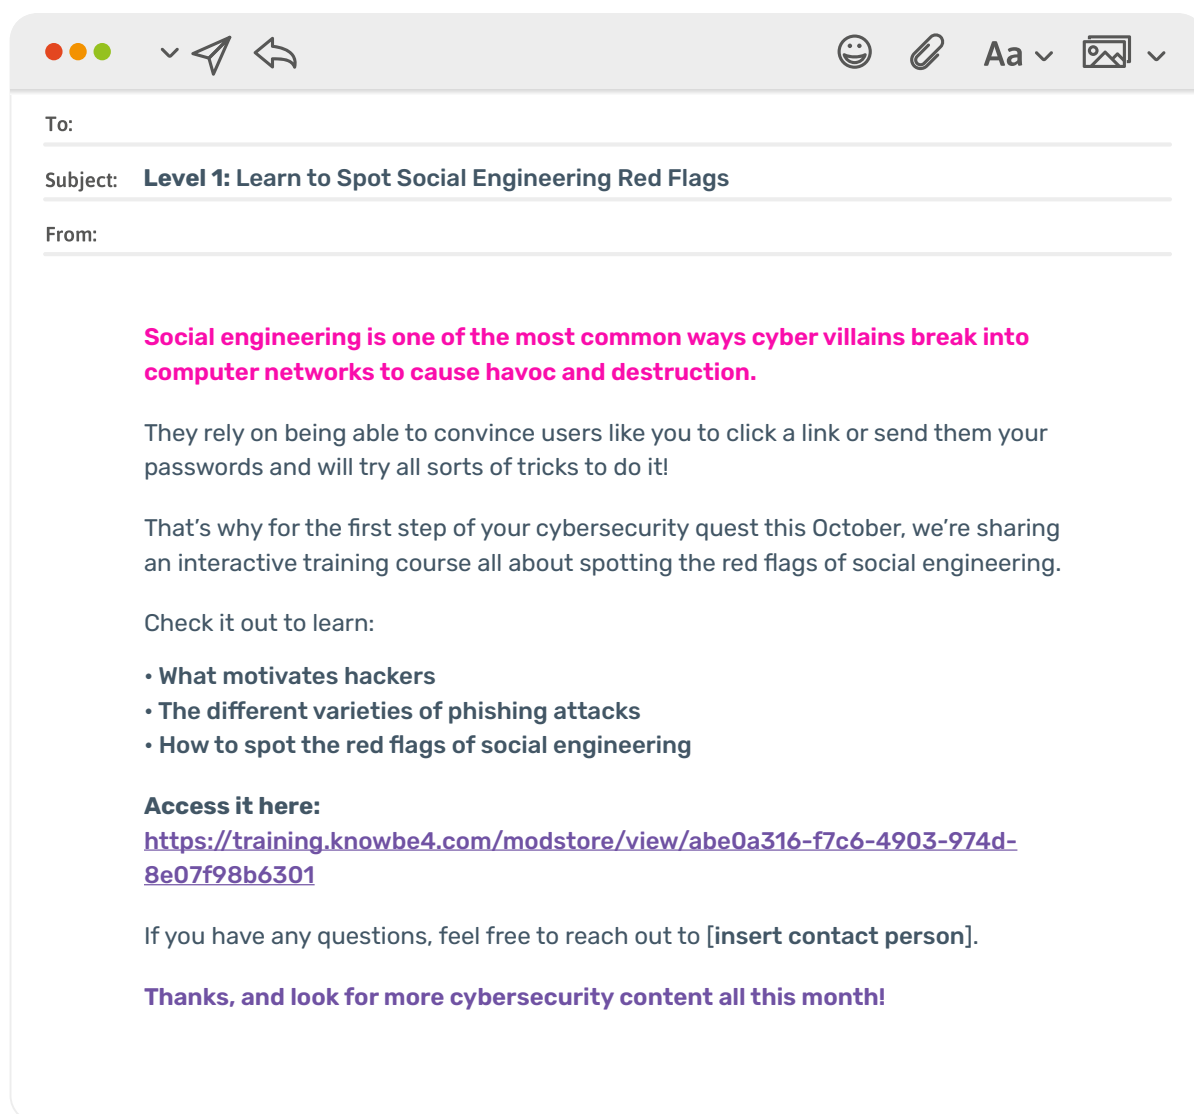 Aa
To:
Subject: Level 1: Learn to Spot Social Engineering Red Flags
From:
Social engineering is one of the most common ways cyber villains break into
computer networks to cause havoc and destruction.
They rely on being able to convince users like you to click a link or send them your
passwords and will try all sorts of tricks to do it!
That’s why for the first step of your cybersecurity quest this October, we’re sharing
an interactive training course all about spotting the red flags of social engineering.
Check it out to learn:
• What motivates hackers
• The different varieties of phishing attacks
• How to spot the red flags of social engineering
Access it here:
https://training.knowbe4.com/modstore/view/abe0a316-f7c6-4903-974d-
8e07f98b6301
If you have any questions, feel free to reach out to [insert contact person].
Thanks, and look for more cybersecurity content all this month!